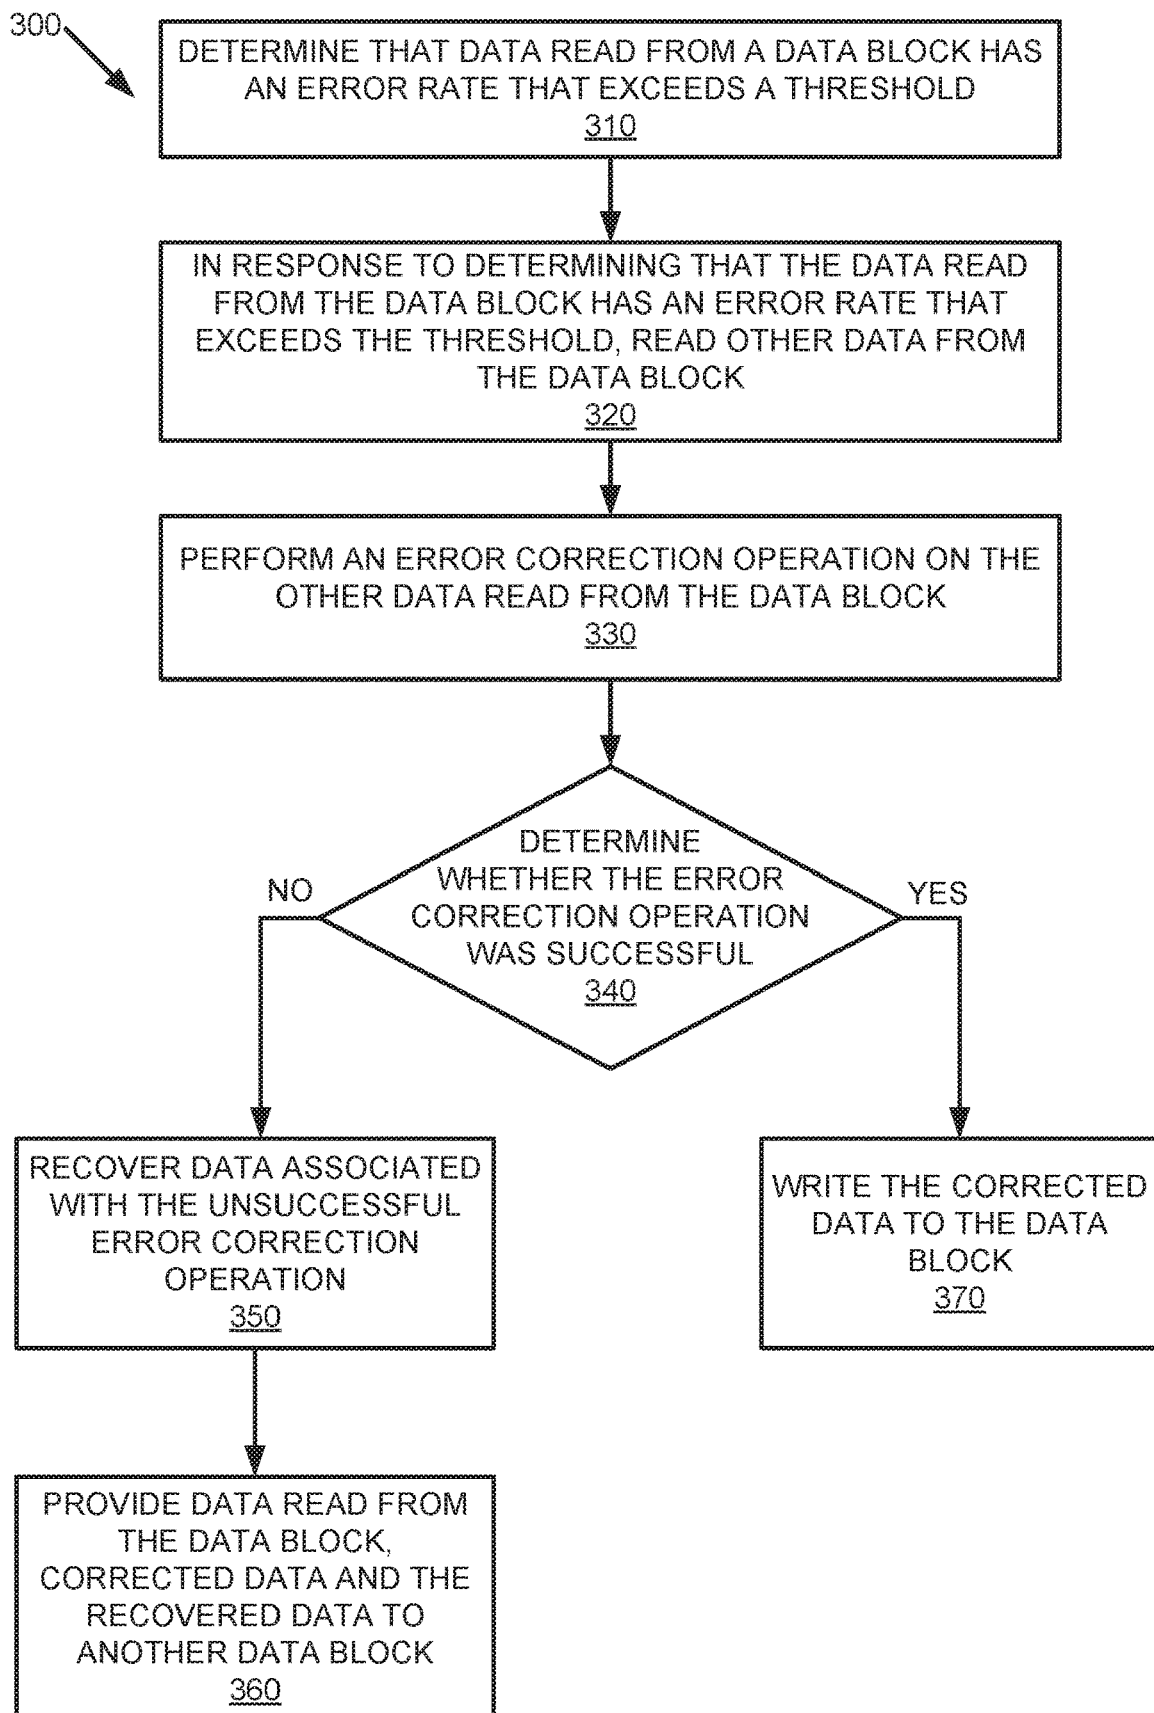 300
DETERMINE THAT DATA READ FROM A DATA BLOCK HAS
AN ERROR RATE THAT EXCEEDS A THRESHOLD
310
IN RESPONSE TO DETERMINING THAT THE DATA READ
FROM THE DATA BLOCK HAS AN ERROR RATE THAT
EXCEEDS THE THRESHOLD, READ OTHER DATA FROM
THE DATA BLOCK
320
PERFORM AN ERROR CORRECTION OPERATION ON THE
OTHER DATA READ FROM THE DATA BLOCK
330
DETERMINE
WHETHER THE ERROR
CORRECTION OPERATION
WAS SUCCESSFUL
340
NO
YES
RECOVER DATA ASSOCIATED
WITH THE UNSUCCESSFUL
ERROR CORRECTION
OPERATION
350
WRITE THE CORRECTED
DATA TO THE DATA
BLOCK
370
PROVIDE DATA READ FROM
THE DATA BLOCK,
CORRECTED DATA AND THE
RECOVERED DATA TO
ANOTHER DATA BLOCK
360